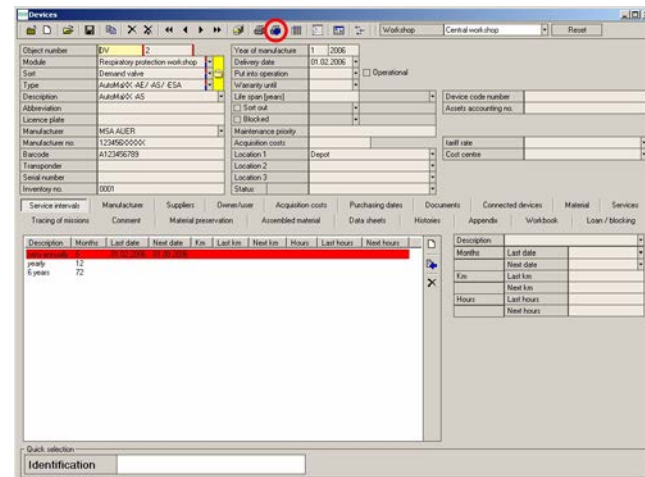 Devices
Workshop Central workshop Reset
Object number DV 2 Year of manufacture 1 2006
Module Respiratory protection workshop Delivery date 01.02.2006
Sort Demand valve Put into operation Operational
Type AutoMaXX-AE/-AS/-ESA Warranty until
Description AutoMaXX-AS Life span [years] Device code number
Abbreviation Sort out Assets accounting no.
Licence plate Blocked
Manufacturer MSA AUER Maintenance priority
Manufacturer no. Acquisition costs tariff rate
Barcode A123456789 Location 1 Depot Cost centre
Transponder Location 2
Serial number Location 3
Inventory no. 0001 Status
Service intervals Manufacturer Suppliers Owner/user Acquisition costs Purchasing dates Documents Connected devices Material Services
Tracing of missions Comment Material preservation Assembled material Data sheets Histories Appendix Workbook Loan / blocking
Description Months Last date Next date Km Last km Next km Hours Last hours Next hours
yearly 12
6 years 72
Description
Months Last date
Next date
Km Last km
Next km
Hours Last hours
Next hours
Quick selection
Identification